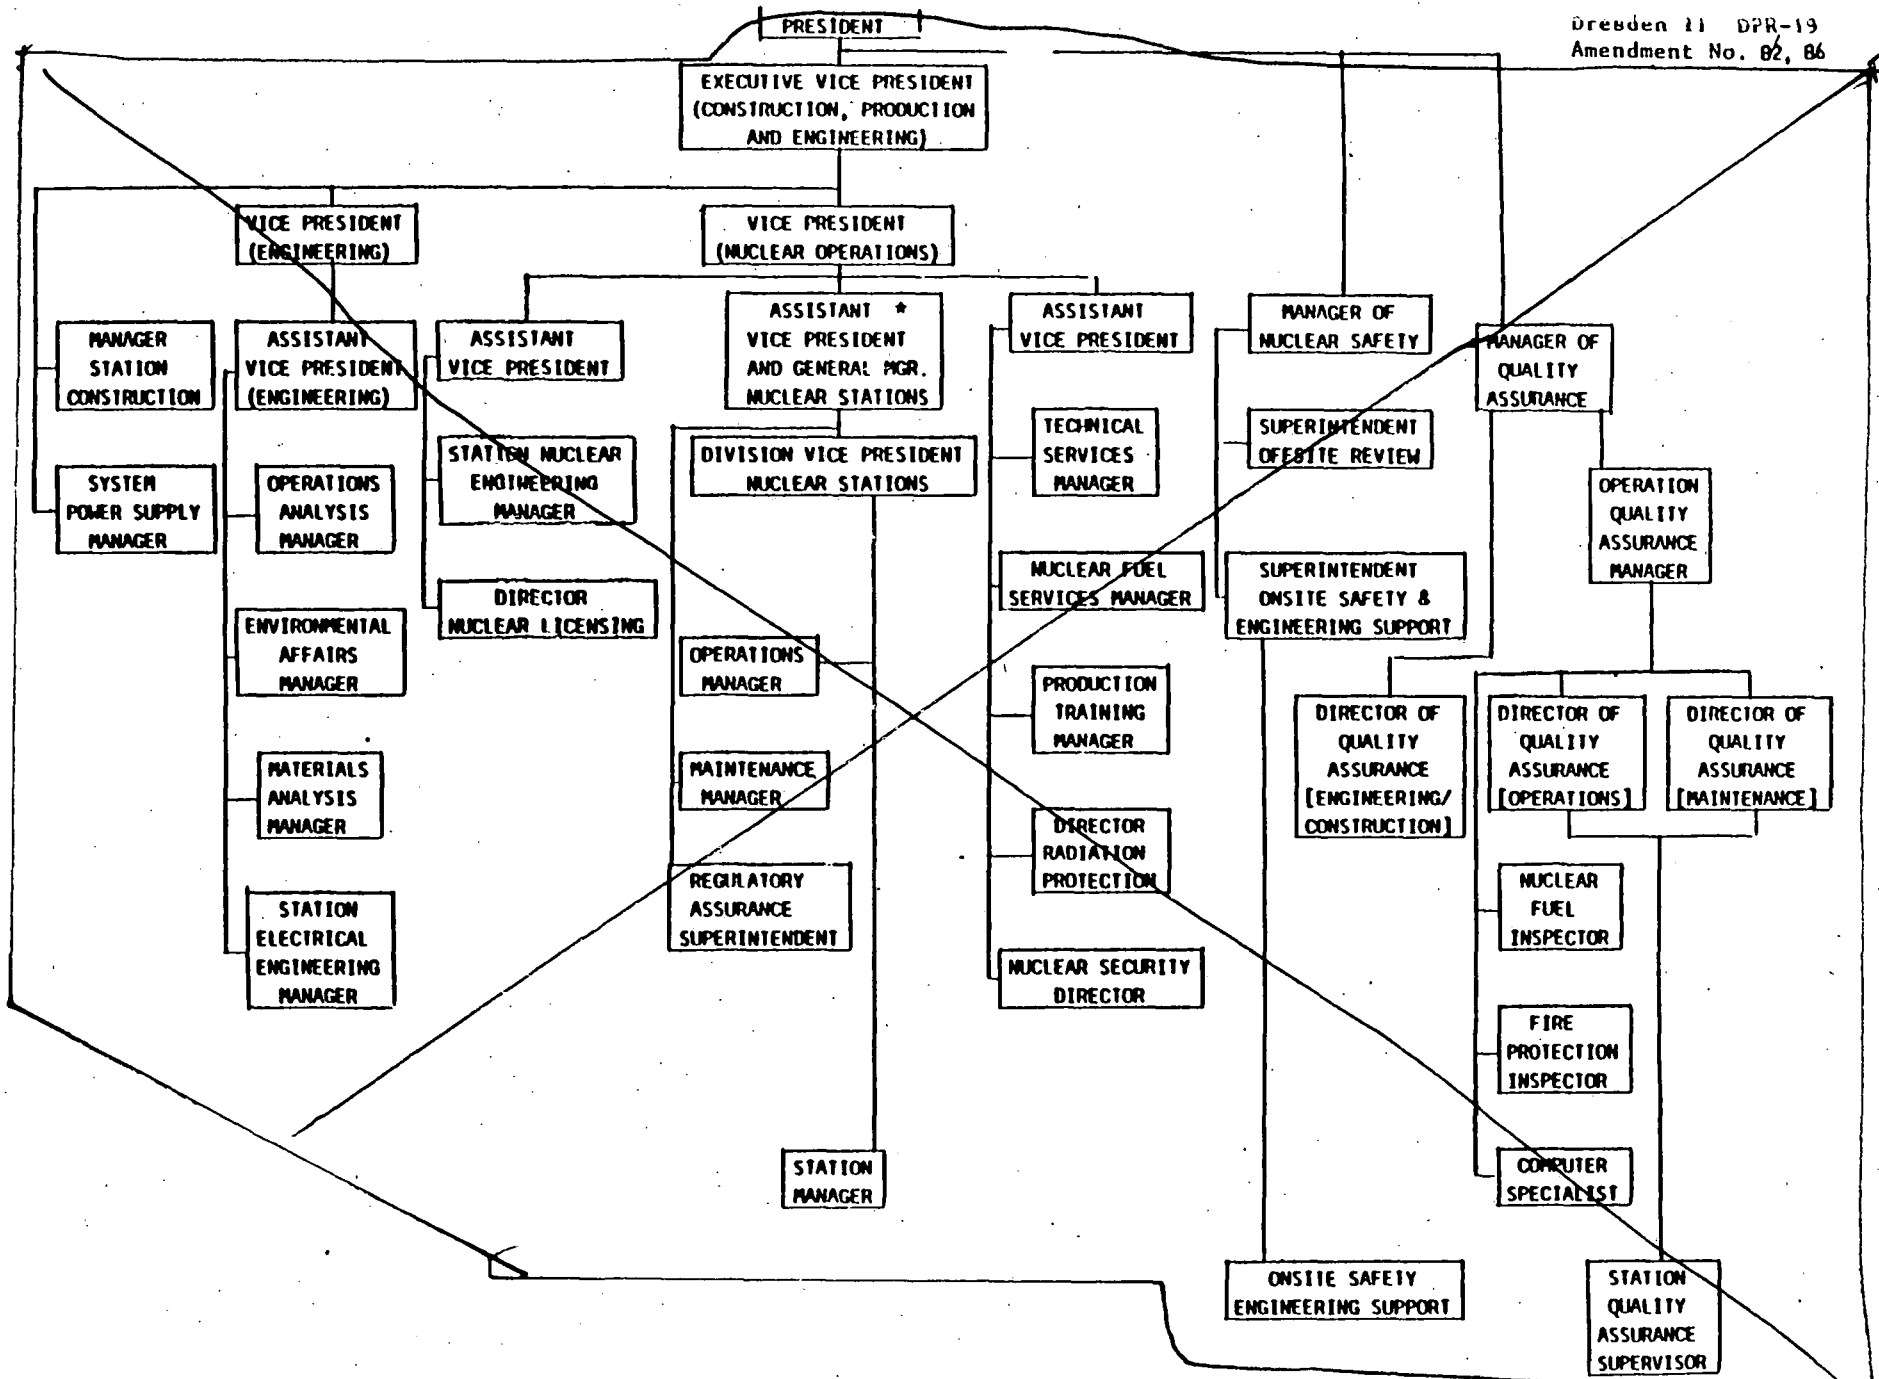 Dresden II DPR-19
Amendment No. 82, 86
PRESIDENT
EXECUTIVE VICE PRESIDENT
(CONSTRUCTION, PRODUCTION
AND ENGINEERING)
VICE PRESIDENT
(ENGINEERING)
VICE PRESIDENT
(NUCLEAR OPERATIONS)
MANAGER
STATION
CONSTRUCTION
SYSTEM
POWER SUPPLY
MANAGER
ASSISTANT
VICE PRESIDENT
(ENGINEERING)
OPERATIONS
ANALYSIS
MANAGER
ENVIRONMENTAL
AFFAIRS
MANAGER
MATERIALS
ANALYSIS
MANAGER
STATION
ELECTRICAL
ENGINEERING
MANAGER
ASSISTANT
VICE PRESIDENT
STATION NUCLEAR
ENGINEERING
MANAGER
DIRECTOR
NUCLEAR LICENSING
ASSISTANT *
VICE PRESIDENT
AND GENERAL MGR.
NUCLEAR STATIONS
DIVISION VICE PRESIDENT
NUCLEAR STATIONS
OPERATIONS
MANAGER
MAINTENANCE
MANAGER
REGULATORY
ASSURANCE
SUPERINTENDENT
STATION
MANAGER
ASSISTANT
VICE PRESIDENT
TECHNICAL
SERVICES
MANAGER
NUCLEAR FUEL
SERVICES MANAGER
PRODUCTION
TRAINING
MANAGER
DIRECTOR
RADIATION
PROTECTION
NUCLEAR SECURITY
DIRECTOR
MANAGER OF
NUCLEAR SAFETY
SUPERINTENDENT
OFFSITE REVIEW
SUPERINTENDENT
ONSITE SAFETY &
ENGINEERING SUPPORT
ONSITE SAFETY
ENGINEERING SUPPORT
MANAGER OF
QUALITY
ASSURANCE
OPERATION
QUALITY
ASSURANCE
MANAGER
DIRECTOR OF
QUALITY
ASSURANCE
[ENGINEERING/
CONSTRUCTION]
DIRECTOR OF
QUALITY
ASSURANCE
[OPERATIONS]
DIRECTOR OF
QUALITY
ASSURANCE
[MAINTENANCE]
NUCLEAR
FUEL
INSPECTOR
FIRE
PROTECTION
INSPECTOR
COMPUTER
SPECIALIST
STATION
QUALITY
ASSURANCE
SUPERVISOR